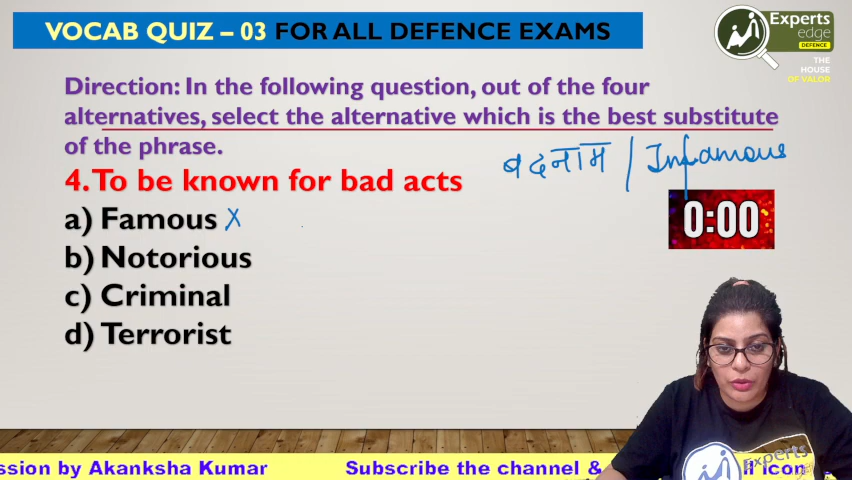 VOCAB QUIZ – 03 FOR ALL DEFENCE EXAMS
Experts
edge
DEFENCE
THE
HOUSE
OF VALOR
Direction: In the following question, out of the four
alternatives, select the alternative which is the best substitute
of the phrase.
बदनाम / Infamous
4. To be known for bad acts
a) Famous X
0:00
b) Notorious
c) Criminal
d) Terrorist
Experts
edge
ssion by Akanksha Kumar Subscribe the channel & icon